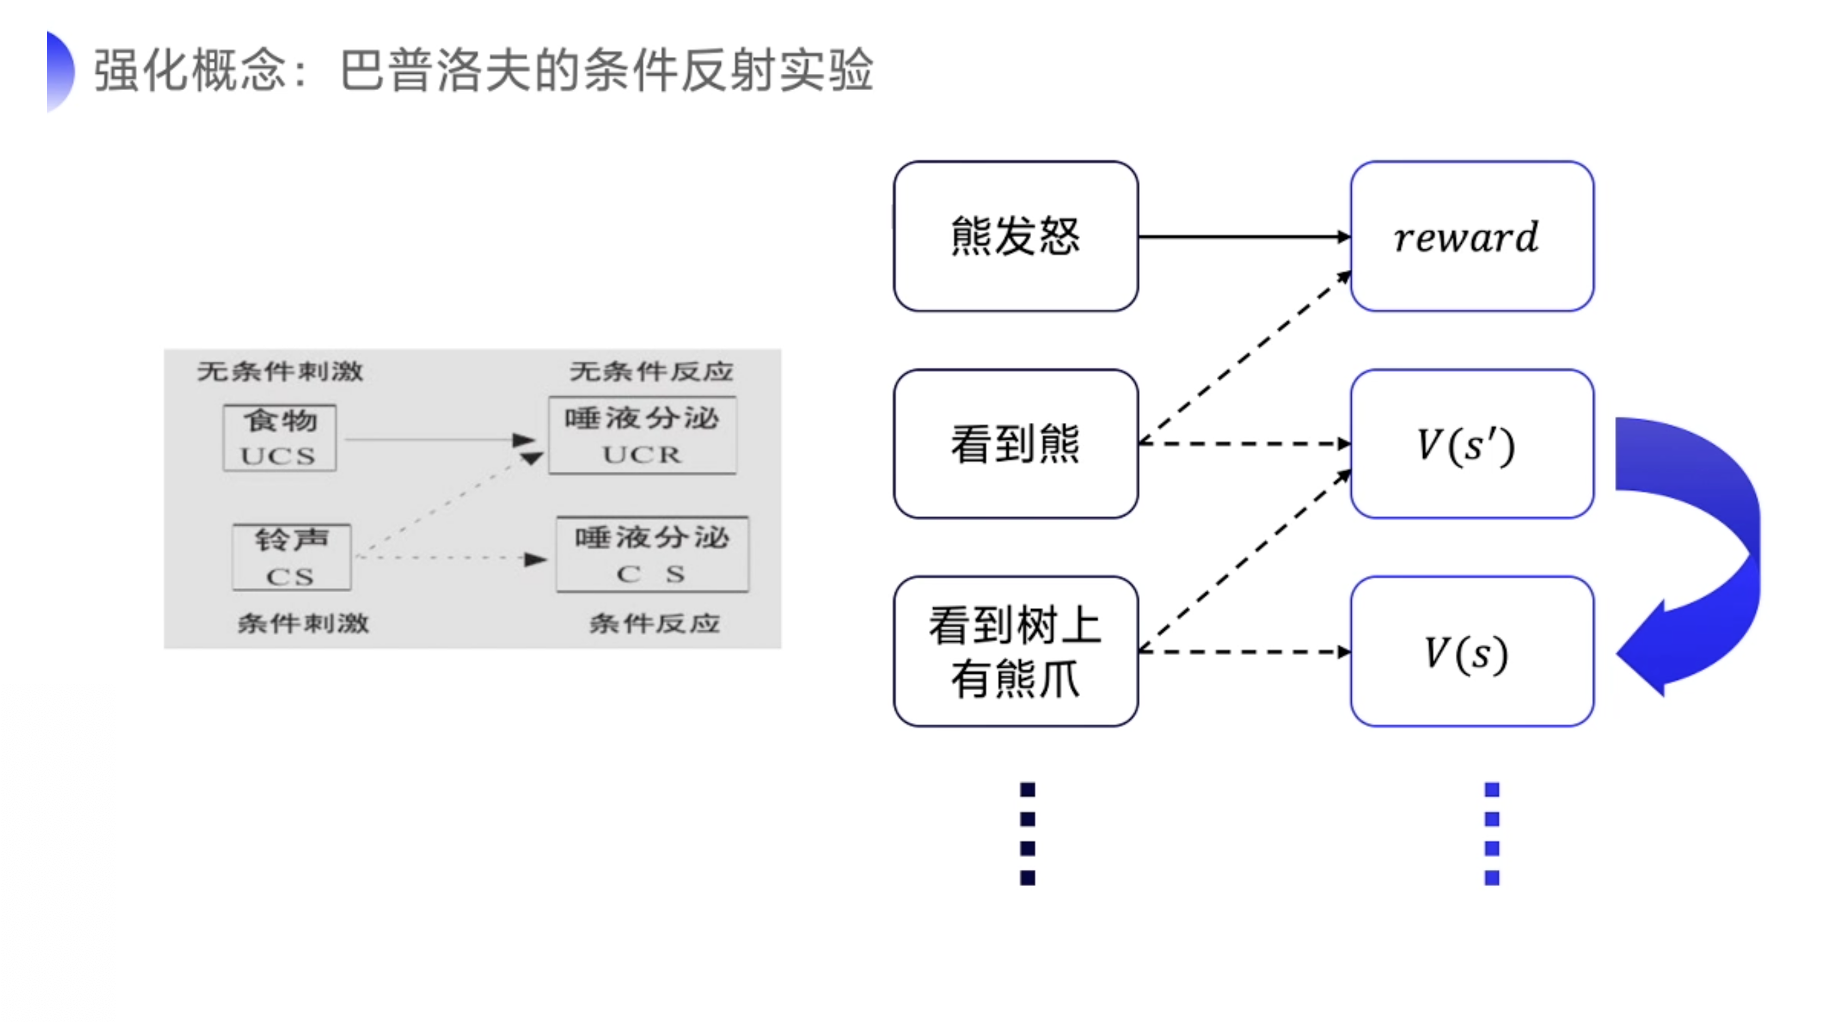 强化概念：巴普洛夫的条件反射实验
无条件刺激
无条件反应
食物
UCS
唾液分泌
UCR
铃声
CS
唾液分泌
C S
条件刺激
条件反应
熊发怒
reward
看到熊
V(s′)
看到树上
有熊爪
V(s)